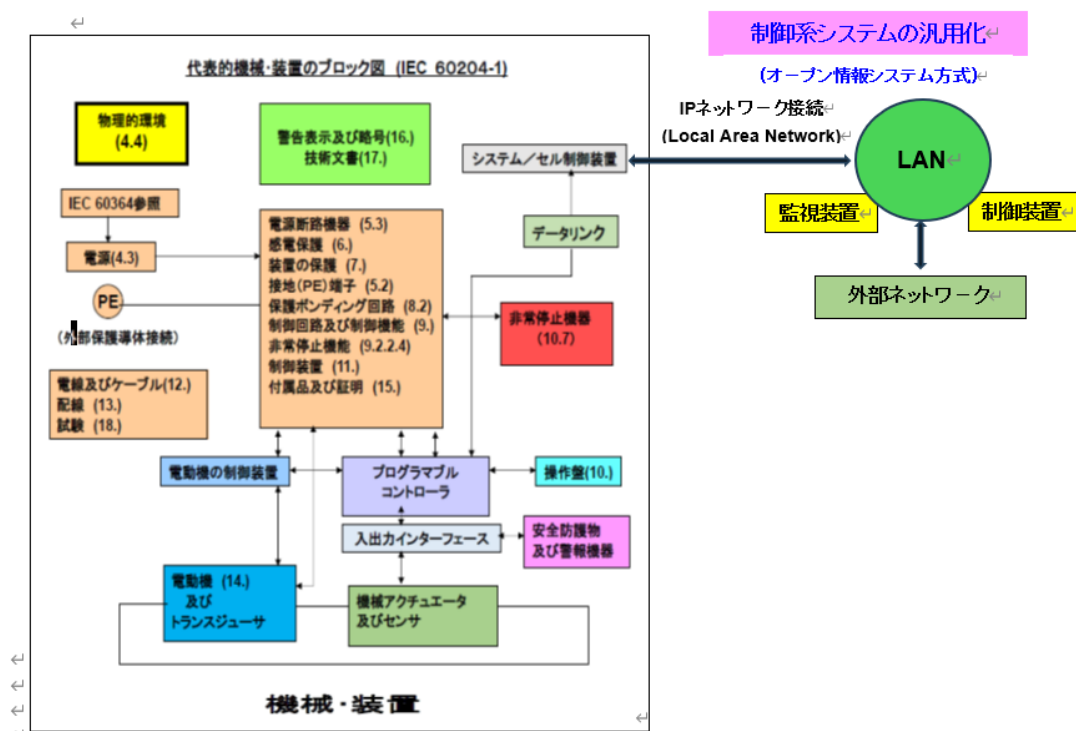 制御系システムの汎用化
(オープン情報システム方式)
代表的機械・装置のブロック図 (IEC 60204-1)
IPネットワーク接続
(Local Area Network)
物理的環境
(4.4)
警告表示及び略号(16.)
技術文書(17.)
システム/セル制御装置
LAN
監視装置
制御装置
IEC 60364参照
電源(4.3)
電源断路機器 (5.3)
感電保護 (6.)
装置の保護 (7.)
接地(PE)端子 (5.2)
保護ボンディング回路 (8.2)
制御回路及び制御機能 (9.)
非常停止機能 (9.2.2.4)
制御装置 (11.)
付属品及び証明 (15.)
データリンク
外部ネットワーク
PE
(外部保護導体接続)
非常停止機器
(10.7)
電線及びケーブル(12.)
配線 (13.)
試験 (18.)
電動機の制御装置
プログラマブル
コントローラ
操作盤(10.)
入出力インターフェース
安全防護物
及び警報機器
電動機 (14.)
及び
トランスジューサ
機械アクチュエータ
及びセンサ
機械・装置